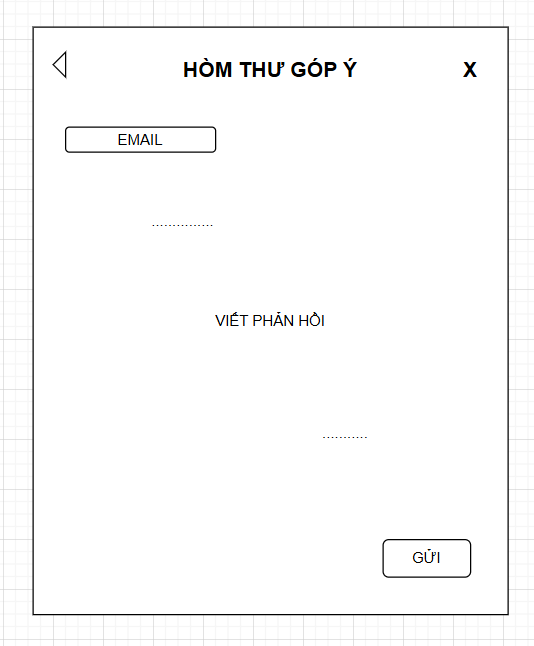 HÒM THƯ GÓP Ý X
EMAIL
...............
VIẾT PHẢN HỒI
...........
GỬI